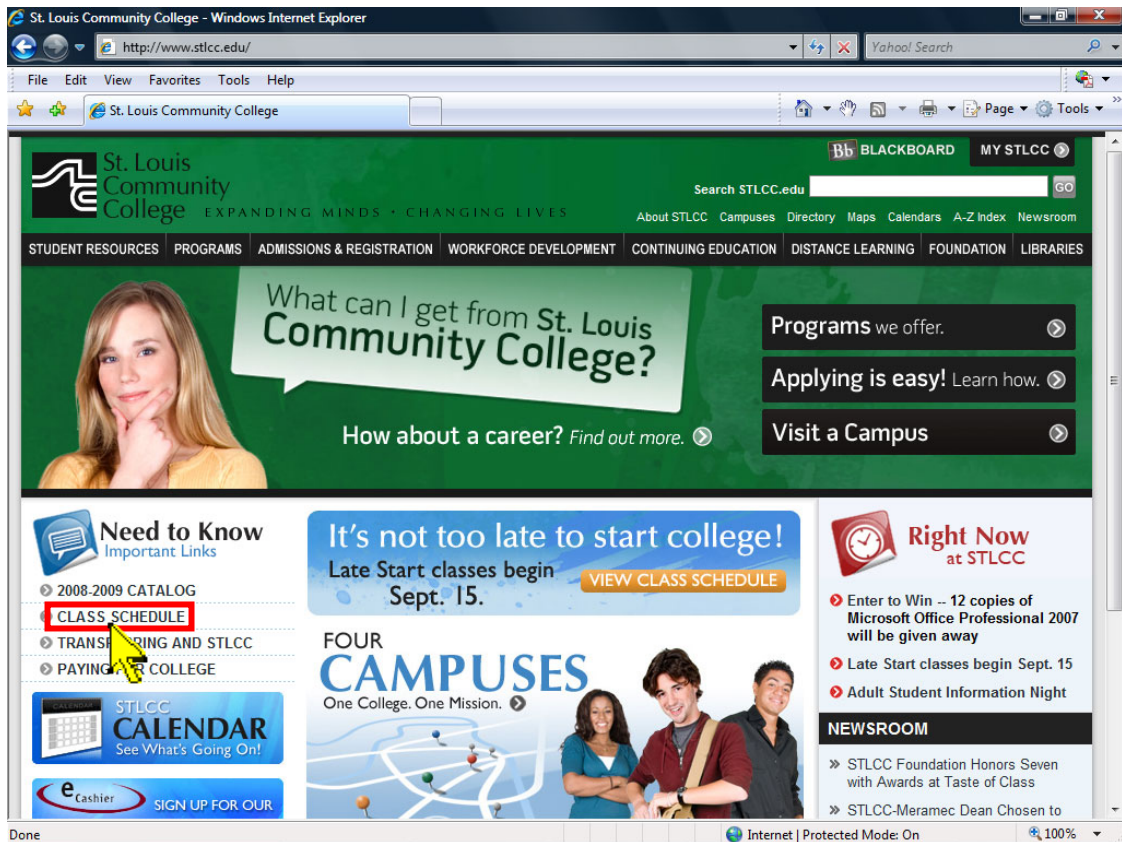 St. Louis Community College - Windows Internet Explorer
http://www.stlcc.edu/
Yahoo! Search
File Edit View Favorites Tools Help
St. Louis Community College
Page Tools
St. Louis
Community
College EXPANDING MINDS • CHANGING LIVES
Bb BLACKBOARD MY STLCC
Search STLCC.edu GO
About STLCC Campuses Directory Maps Calendars A-Z Index Newsroom
STUDENT RESOURCES PROGRAMS ADMISSIONS & REGISTRATION WORKFORCE DEVELOPMENT CONTINUING EDUCATION DISTANCE LEARNING FOUNDATION LIBRARIES
What can I get from St. Louis
Community College?
How about a career? Find out more.
Programs we offer.
Applying is easy! Learn how.
Visit a Campus
Need to Know
Important Links
2008-2009 CATALOG
CLASS SCHEDULE
AND STLCC
COLLEGE
CALENDAR
STLCC
CALENDAR
See What's Going On!
eCashier SIGN UP FOR OUR
It's not too late to start college!
Late Start classes begin
Sept. 15.
VIEW CLASS SCHEDULE
FOUR
CAMPUSES
One College. One Mission.
Right Now
at STLCC
Enter to Win -- 12 copies of
Microsoft Office Professional 2007
will be given away
Late Start classes begin Sept. 15
Adult Student Information Night
NEWSROOM
STLCC Foundation Honors Seven
with Awards at Taste of Class
STLCC-Meramec Dean Chosen to
Done
Internet | Protected Mode: On
100%